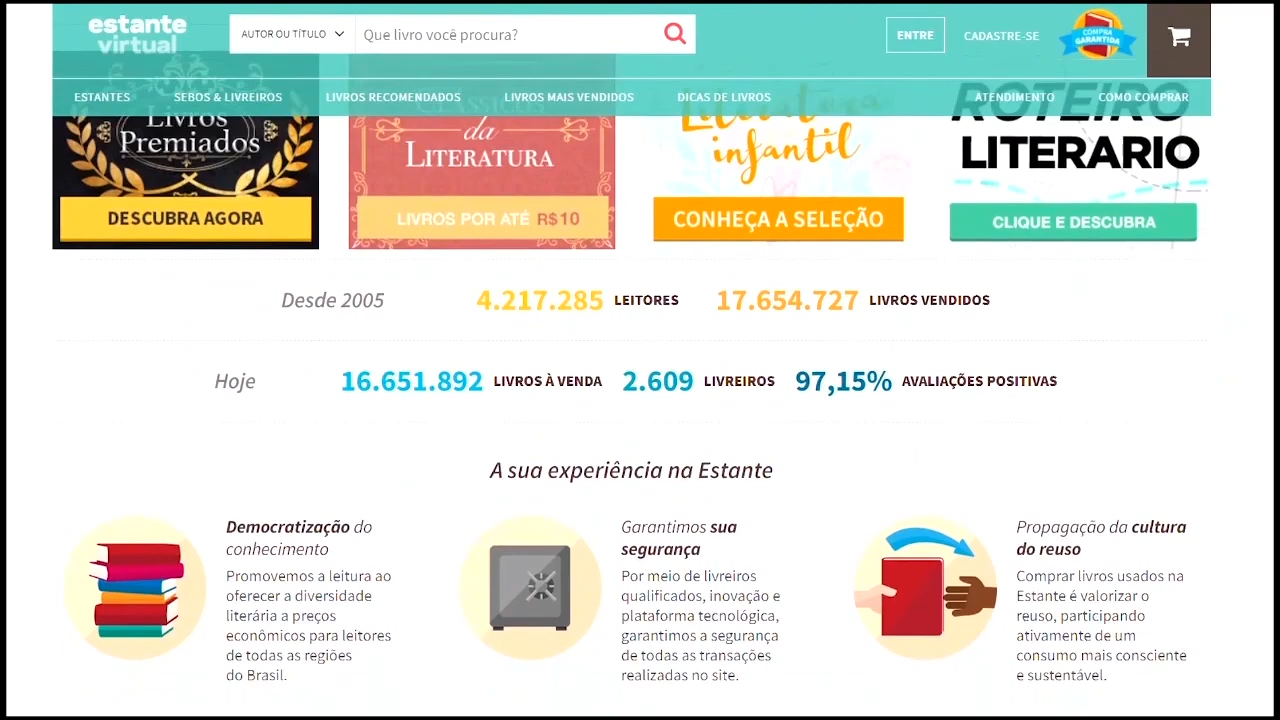 estante
virtual
AUTOR OU TÍTULO
Que livro você procura?
ENTRE
CADASTRE-SE
COMPRA
GARANTIDA
ESTANTES
SEBOS & LIVREIROS
LIVROS RECOMENDADOS
LIVROS MAIS VENDIDOS
DICAS DE LIVROS
ATENDIMENTO
COMO COMPRAR
Livros
Premiados
DESCUBRA AGORA
da
LITERATURA
LIVROS POR ATÉ R$10
Literatura
infantil
CONHEÇA A SELEÇÃO
ROTEIRO
LITERARIO
CLIQUE E DESCUBRA
Desde 2005
4.217.285 LEITORES
17.654.727 LIVROS VENDIDOS
Hoje
16.651.892 LIVROS À VENDA
2.609 LIVREIROS
97,15% AVALIAÇÕES POSITIVAS
A sua experiência na Estante
Democratização do
conhecimento
Promovemos a leitura ao
oferecer a diversidade
literária a preços
econômicos para leitores
de todas as regiões
do Brasil.
Garantimos sua
segurança
Por meio de livreiros
qualificados, inovação e
plataforma tecnológica,
garantimos a segurança
de todas as transações
realizadas no site.
Propagação da cultura
do reuso
Comprar livros usados na
Estante é valorizar o
reuso, participando
ativamente de um
consumo mais consciente
e sustentável.